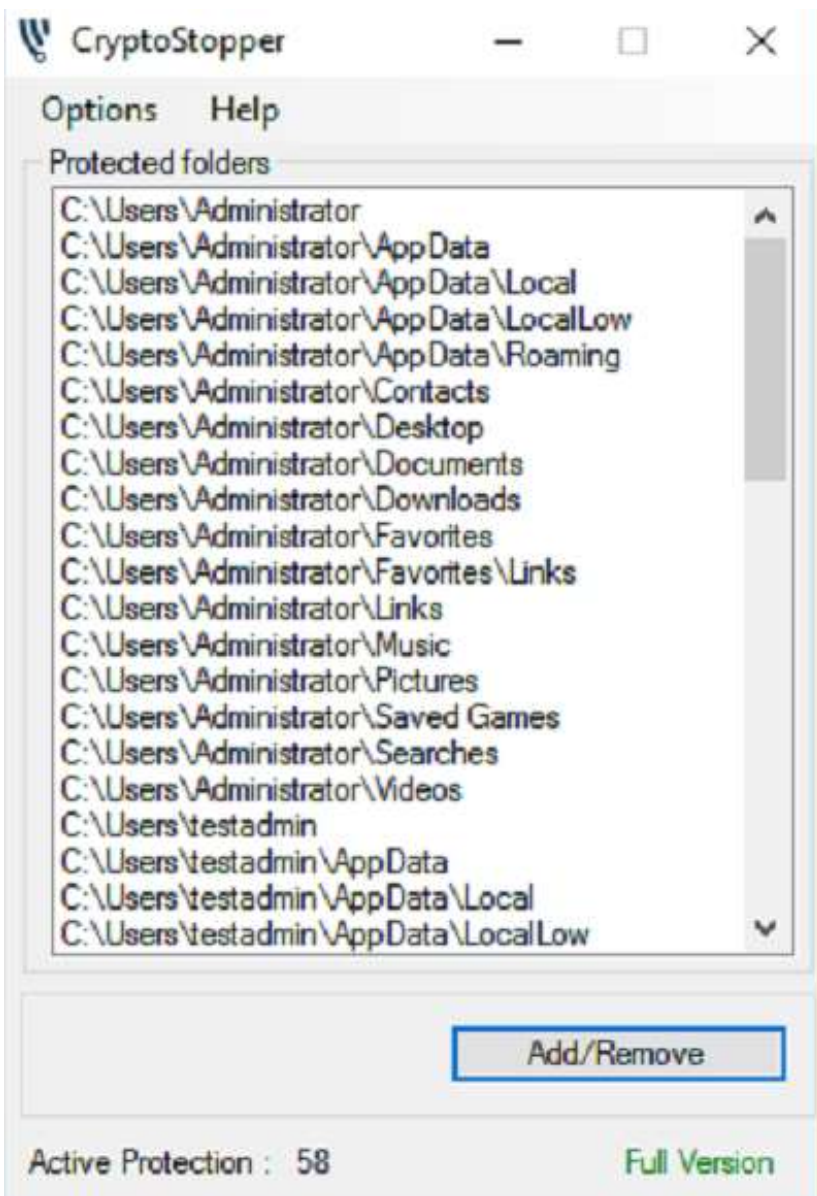 CryptoStopper
Options Help
Protected folders
C:\Users\Administrator
C:\Users\Administrator\AppData
C:\Users\Administrator\AppData\Local
C:\Users\Administrator\AppData\LocalLow
C:\Users\Administrator\AppData\Roaming
C:\Users\Administrator\Contacts
C:\Users\Administrator\Desktop
C:\Users\Administrator\Documents
C:\Users\Administrator\Downloads
C:\Users\Administrator\Favorites
C:\Users\Administrator\Favorites\Links
C:\Users\Administrator\Links
C:\Users\Administrator\Music
C:\Users\Administrator\Pictures
C:\Users\Administrator\Saved Games
C:\Users\Administrator\Searches
C:\Users\Administrator\Videos
C:\Users\testadmin
C:\Users\testadmin\AppData
C:\Users\testadmin\AppData\Local
C:\Users\testadmin\AppData\LocalLow
Add/Remove
Active Protection : 58 Full Version